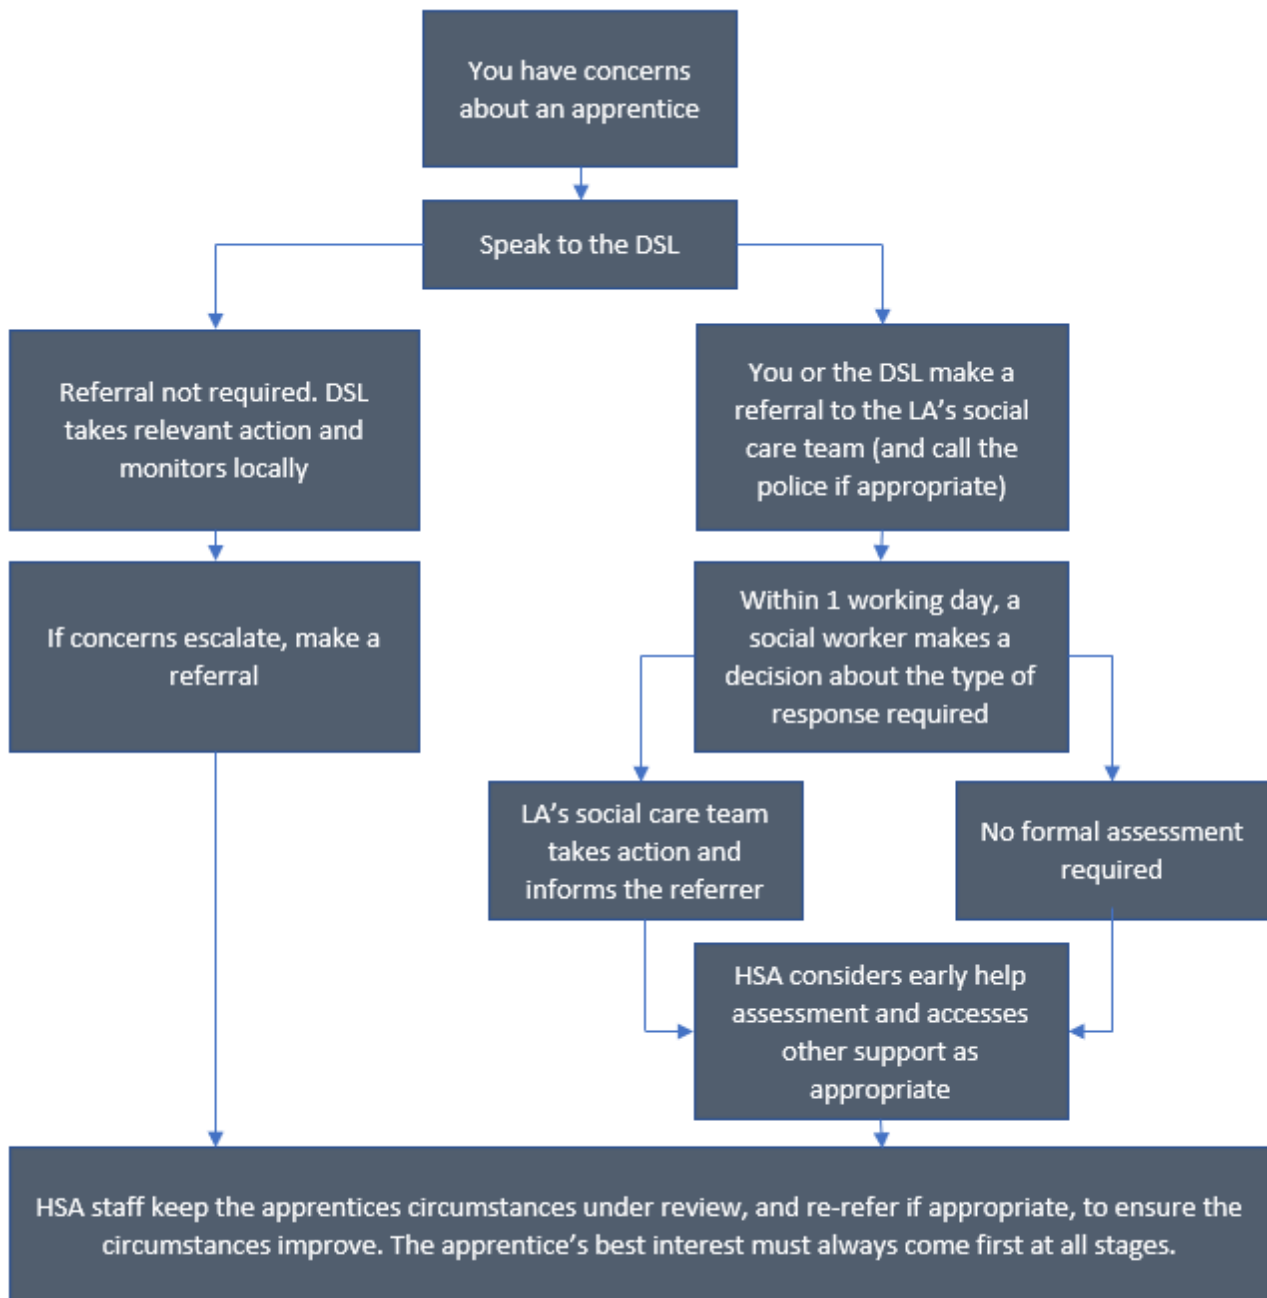 You have concerns
about an apprentice
Speak to the DSL
Referral not required. DSL
takes relevant action and
monitors locally
You or the DSL make a
referral to the LA’s social
care team (and call the
police if appropriate)
If concerns escalate, make a
referral
Within 1 working day, a
social worker makes a
decision about the type of
response required
LA’s social care team
takes action and
informs the referrer
No formal assessment
required
HSA considers early help
assessment and accesses
other support as
appropriate
HSA staff keep the apprentices circumstances under review, and re-refer if appropriate, to ensure the
circumstances improve. The apprentice’s best interest must always come first at all stages.